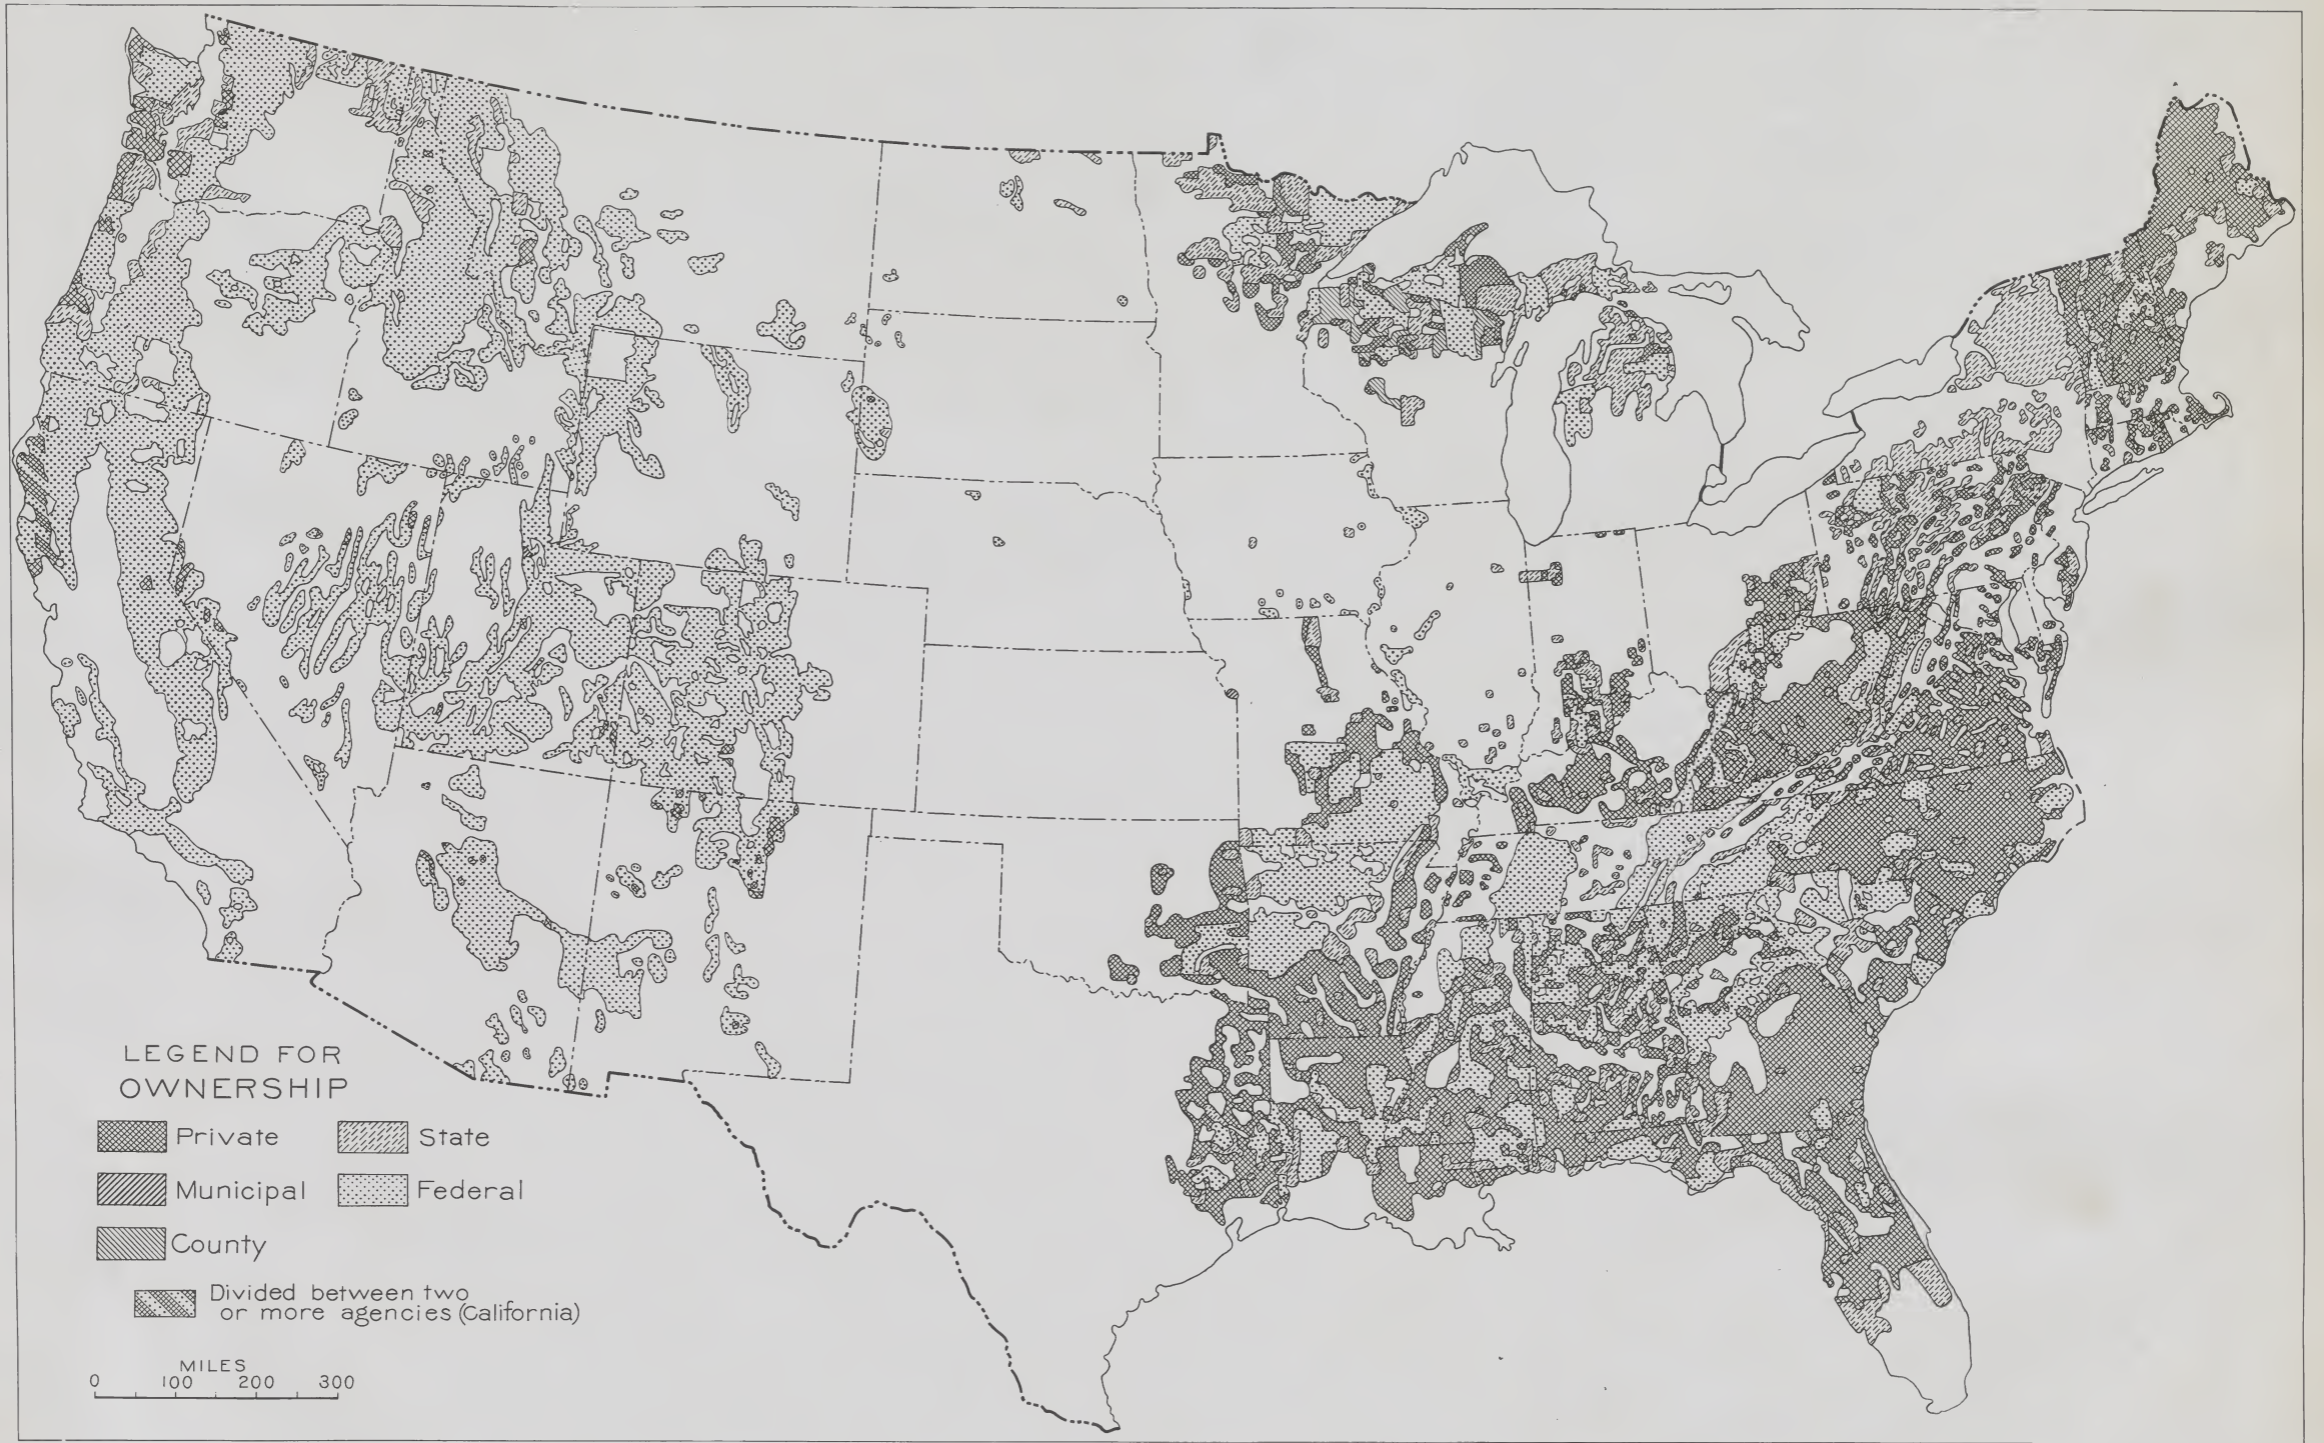 LEGEND FOR
OWNERSHIP
Private
State
Municipal
Federal
County
Divided between two
or more agencies (California)
MILES
0 100 200 300